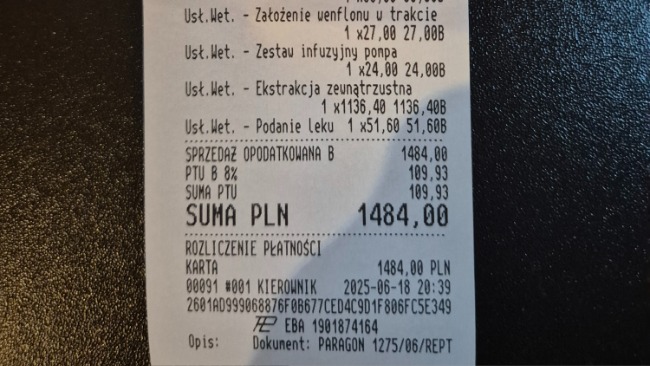 Usł.Wet. - Założenie wenflonu w trakcie
1 x27,00 27,00B
Usł.Wet. - Zestaw infuzyjny pompa
1 x24,00 24,00B
Usł.Wet. - Ekstrakcja zewnątrzustna
1 x1136,40 1136,40B
Usł.Wet. - Podanie leku 1 x51,60 51,60B
SPRZEDAŻ OPODATKOWANA B 1484,00
PTU B 8% 109,93
SUMA PTU 109,93
SUMA PLN 1484,00
ROZLICZENIE PŁATNOŚCI
KARTA 1484,00 PLN
00091 #001 KIEROWNIK 2025-06-18 20:39
2601AD999068876F0B677CED4C9D1F806FC5E349
EBA 1901874164
Opis: Dokument: PARAGON 1275/06/REPT